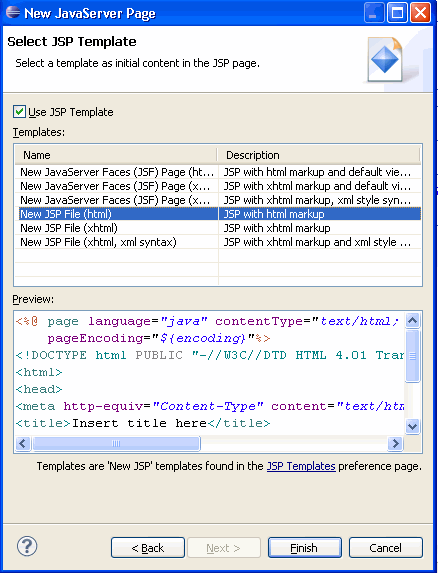 New JavaServer Page
Select JSP Template
Select a template as initial content in the JSP page.
Use JSP Template
Templates:
Name Description
New JavaServer Faces (JSF) Page (ht... JSP with html markup and default vie...
New JavaServer Faces (JSF) Page (x... JSP with xhtml markup and default vi...
New JavaServer Faces (JSF) Page (x... JSP with xhtml markup, xml style syn...
New JSP File (html) JSP with html markup
New JSP File (xhtml) JSP with xhtml markup
New JSP File (xhtml, xml syntax) JSP with xhtml markup and xml style ...
Preview:
<%@ page language="java" contentType="text/html;
pageEncoding="${encoding}"%>
<!DOCTYPE html PUBLIC "-//W3C//DTD HTML 4.01 Tran
<html>
<head>
<meta http-equiv="Content-Type" content="text/htm
<title>Insert title here</title>
Templates are 'New JSP' templates found in the JSP Templates preference page.
? < Back Next > Finish Cancel